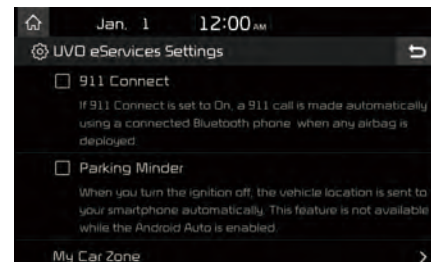 Jan. 1 12:00 AM
UVO eServices Settings
911 Connect
If 911 Connect is set to On, a 911 call is made automatically
using a connected Bluetooth phone when any airbag is
deployed.
Parking Minder
When you turn the ignition off, the vehicle location is sent to
your smartphone automatically. This feature is not available
while the Android Auto is enabled.
My Car Zone